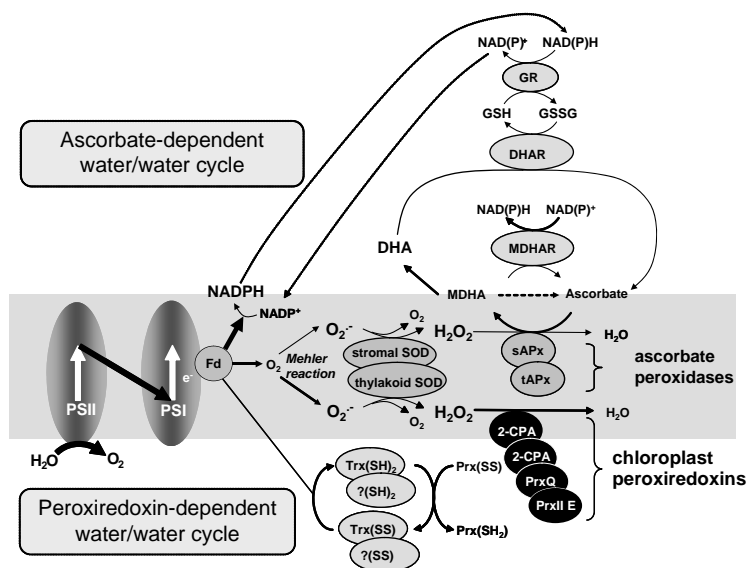 NAD(P)⁺ NAD(P)H
GR
GSH GSSG
DHAR
Ascorbate-dependent
water/water cycle
NAD(P)H NAD(P)⁺
MDHAR
DHA
MDHA Ascorbate
NADPH
NADP⁺
O₂·⁻ O₂ H₂O₂ H₂O
Fd O₂ Mehler
reaction
stromal SOD
thylakoid SOD
sAPx
tAPx
ascorbate
peroxidases
PSII PSI e⁻
O₂·⁻ O₂ H₂O₂ H₂O
H₂O O₂
2-CPA
2-CPA
PrxQ
PrxII E
chloroplast
peroxiredoxins
Trx(SH)₂ Prx(SS)
?(SH)₂
Trx(SS) Prx(SH₂)
?(SS)
Peroxiredoxin-dependent
water/water cycle